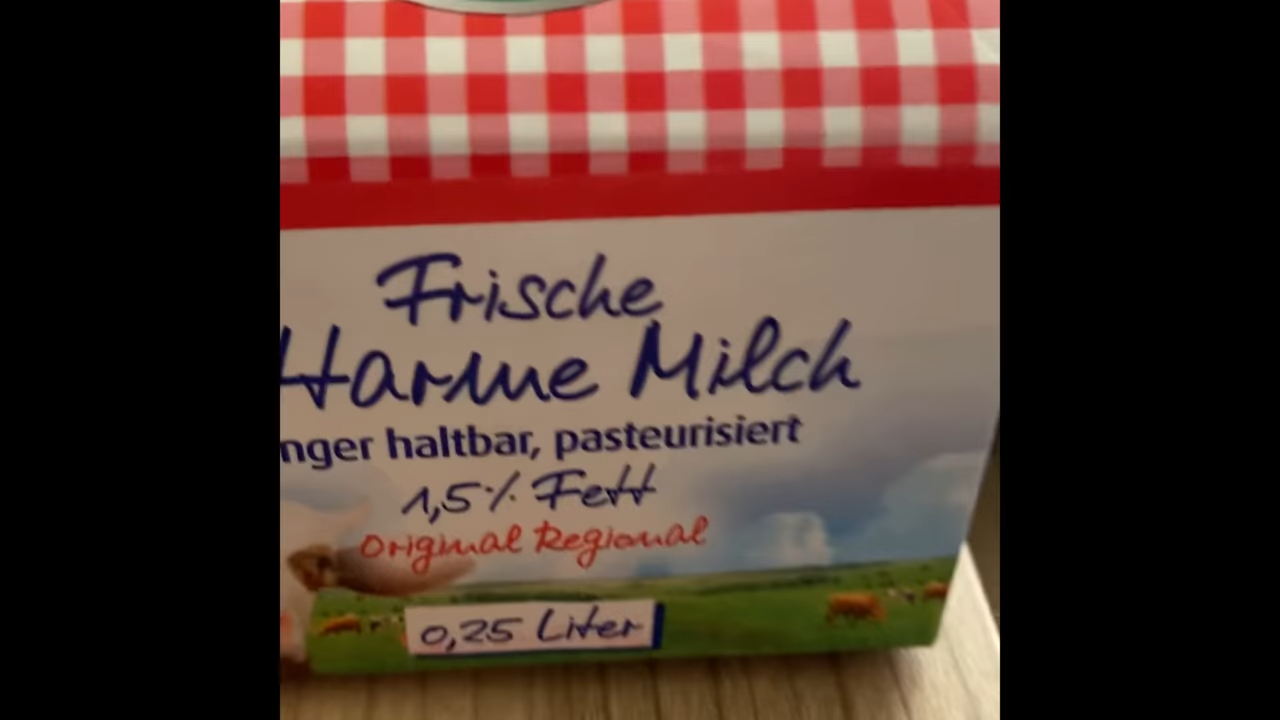 Frische
Harme Milch
nger haltbar, pasteurisiert
1,5% Fett
Original Regional
0,25 Liter